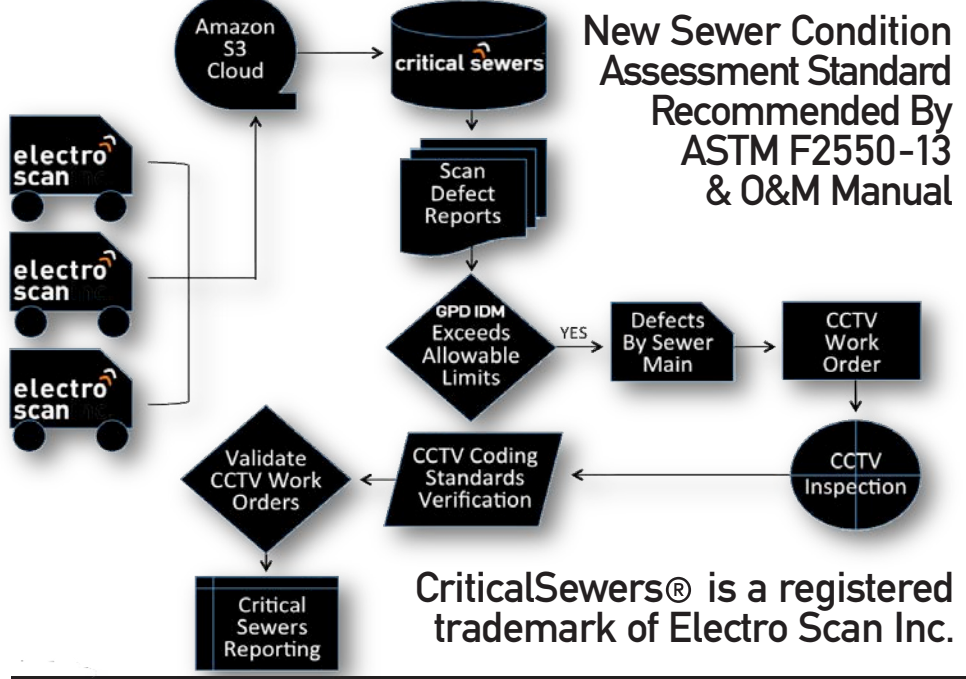 Amazon
S3
Cloud
critical sewers
New Sewer Condition
Assessment Standard
Recommended By
ASTM F2550-13
& O&M Manual
electro
scan
electro
scan
electro
scan
Scan
Defect
Reports
GPD IDM
Exceeds
Allowable
Limits
YES
Defects
By Sewer
Main
CCTV
Work
Order
CCTV
Inspection
CCTV Coding
Standards
Verification
Validate
CCTV Work
Orders
Critical
Sewers
Reporting
CriticalSewers® is a registered
trademark of Electro Scan Inc.